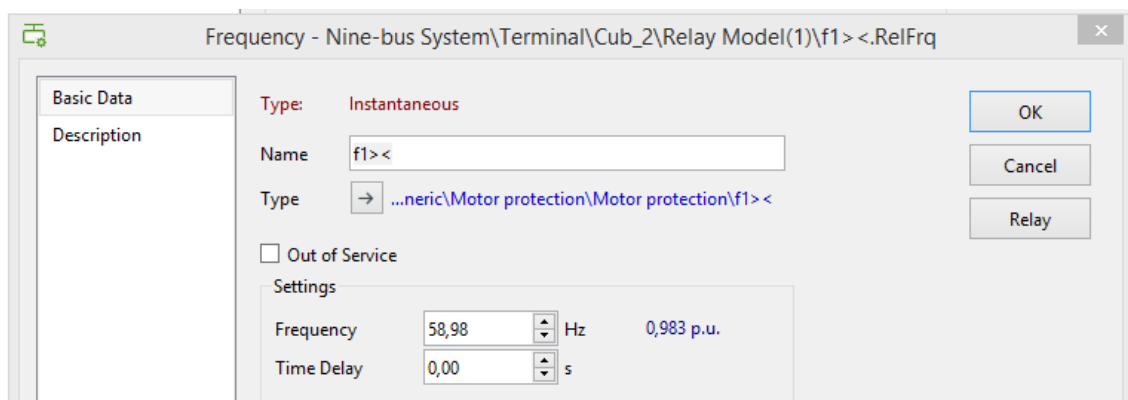 Frequency - Nine-bus System\Terminal\Cub_2\Relay Model(1)\f1><.RelFrq
Basic Data
Description
Type: Instantaneous
Name f1><
Type ...neric\Motor protection\Motor protection\f1><
Out of Service
Settings
Frequency 58,98 Hz 0,983 p.u.
Time Delay 0,00 s
OK
Cancel
Relay